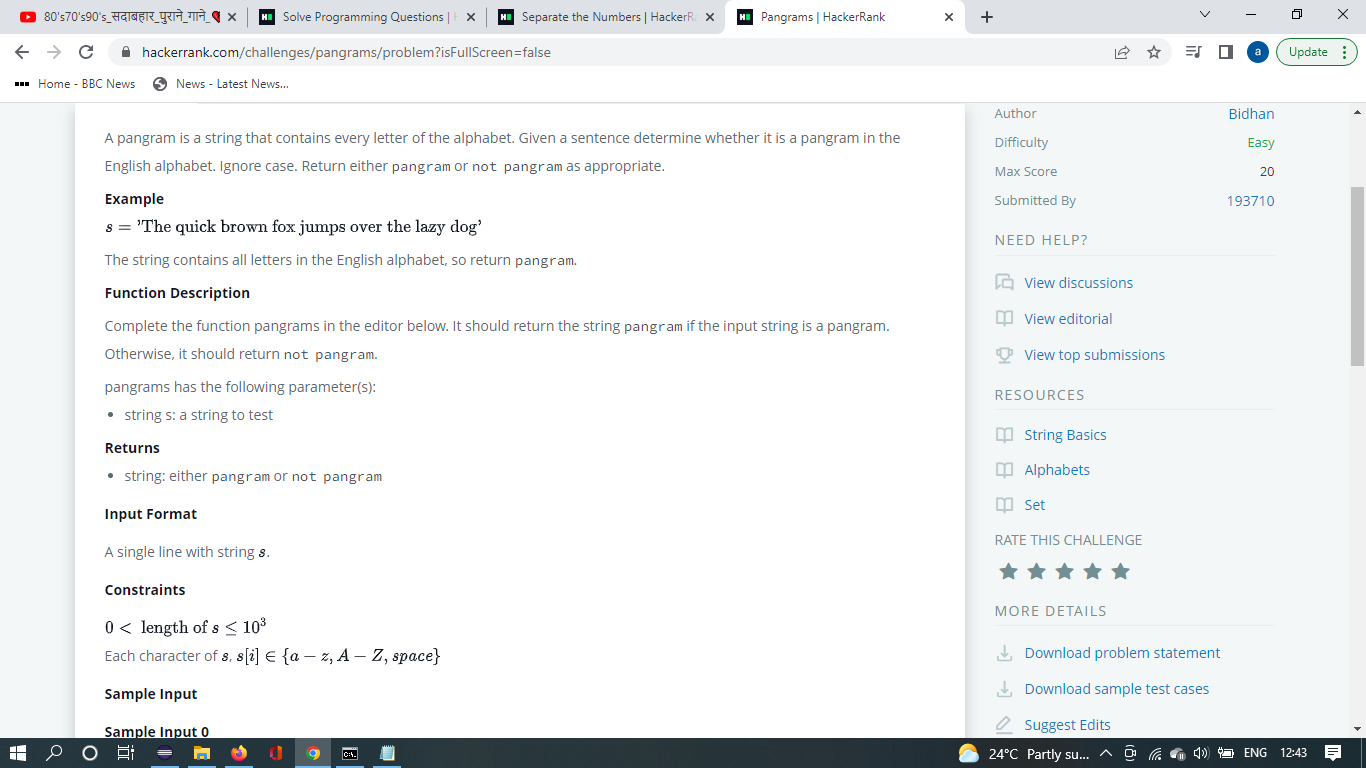 80's70's90's_सदाबहार_पुराने_गाने_
Solve Programming Questions |
Separate the Numbers | HackerR
Pangrams | HackerRank
hackerrank.com/challenges/pangrams/problem?isFullScreen=false
a
Update
Home - BBC News
News - Latest News...
A pangram is a string that contains every letter of the alphabet. Given a sentence determine whether it is a pangram in the
English alphabet. Ignore case. Return either pangram or not pangram as appropriate.
Example
s = 'The quick brown fox jumps over the lazy dog'
The string contains all letters in the English alphabet, so return pangram.
Function Description
Complete the function pangrams in the editor below. It should return the string pangram if the input string is a pangram.
Otherwise, it should return not pangram.
pangrams has the following parameter(s):
• string s: a string to test
Returns
• string: either pangram or not pangram
Input Format
A single line with string s.
Constraints
0 < length of s ≤ 10³
Each character of s, s[i] ∈ {a − z, A − Z, space}
Sample Input
Sample Input 0
Author Bidhan
Difficulty Easy
Max Score 20
Submitted By 193710
NEED HELP?
View discussions
View editorial
View top submissions
RESOURCES
String Basics
Alphabets
Set
RATE THIS CHALLENGE
MORE DETAILS
Download problem statement
Download sample test cases
Suggest Edits
24°C Partly su...
ENG
12:43